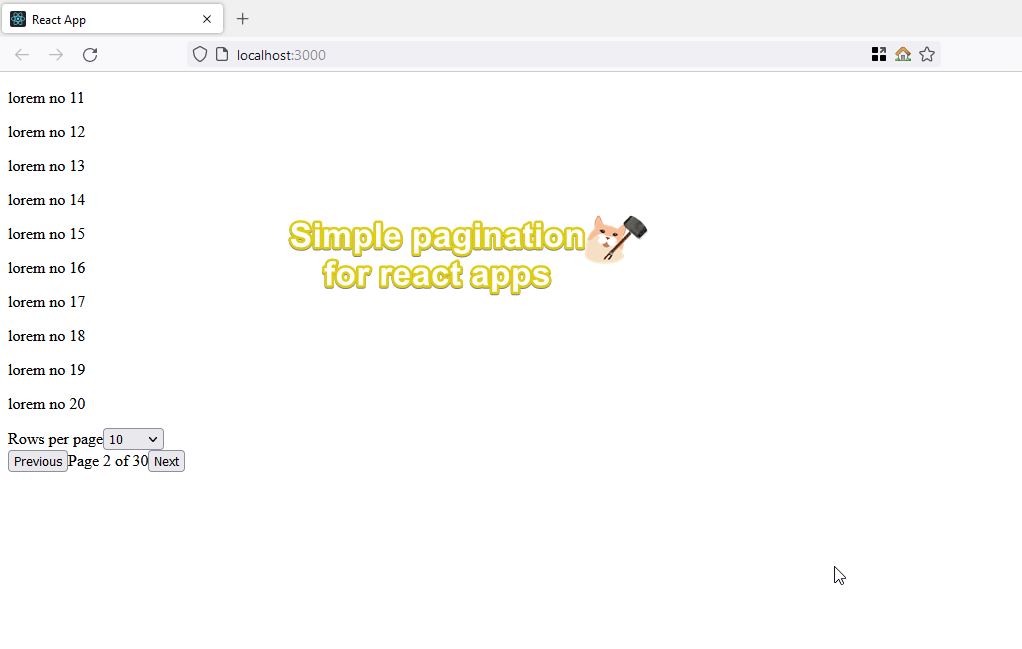 React App
localhost:3000
lorem no 11
lorem no 12
lorem no 13
lorem no 14
lorem no 15
lorem no 16
lorem no 17
lorem no 18
lorem no 19
lorem no 20
Simple pagination
for react apps
Rows per page 10
Previous Page 2 of 30 Next